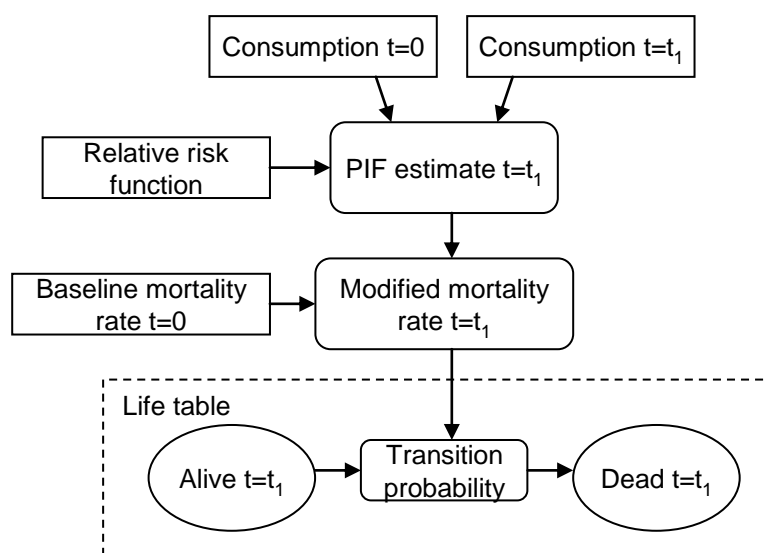 Consumption t=0
Consumption t=t₁
Relative risk
function
PIF estimate t=t₁
Baseline mortality
rate t=0
Modified mortality
rate t=t₁
Life table
Alive t=t₁
Transition
probability
Dead t=t₁